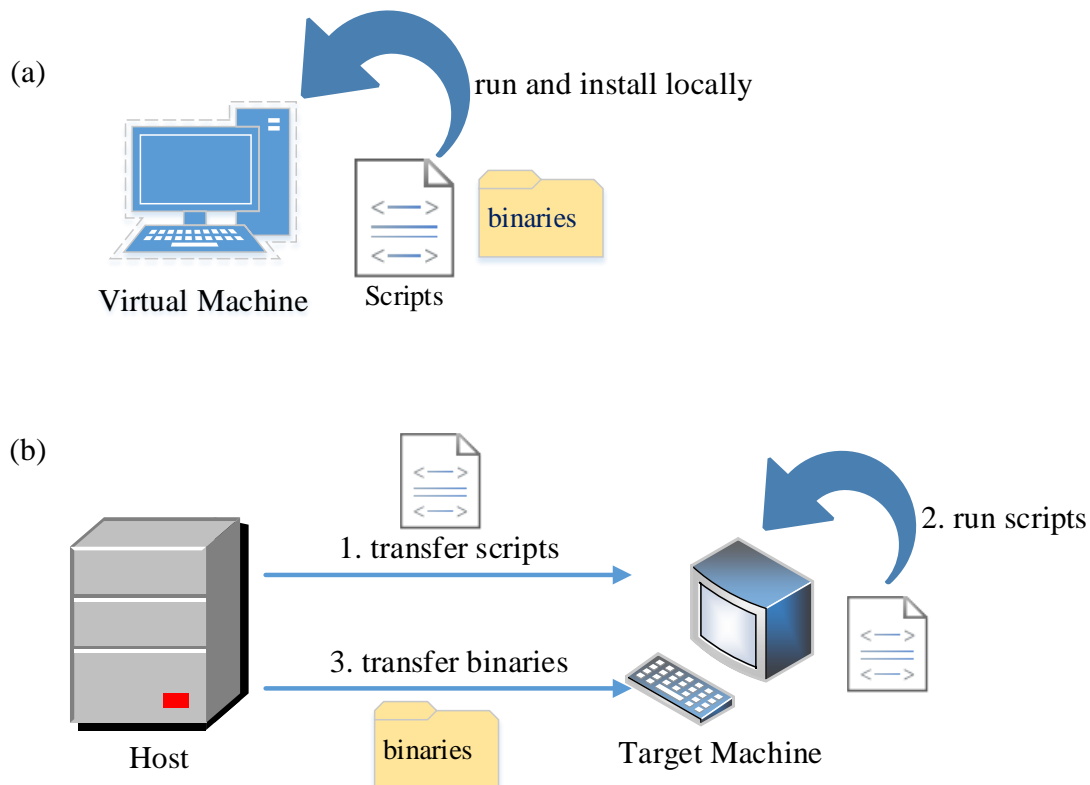 (a)
run and install locally
binaries
Virtual Machine
Scripts
(b)
1. transfer scripts
2. run scripts
3. transfer binaries
binaries
Host
Target Machine